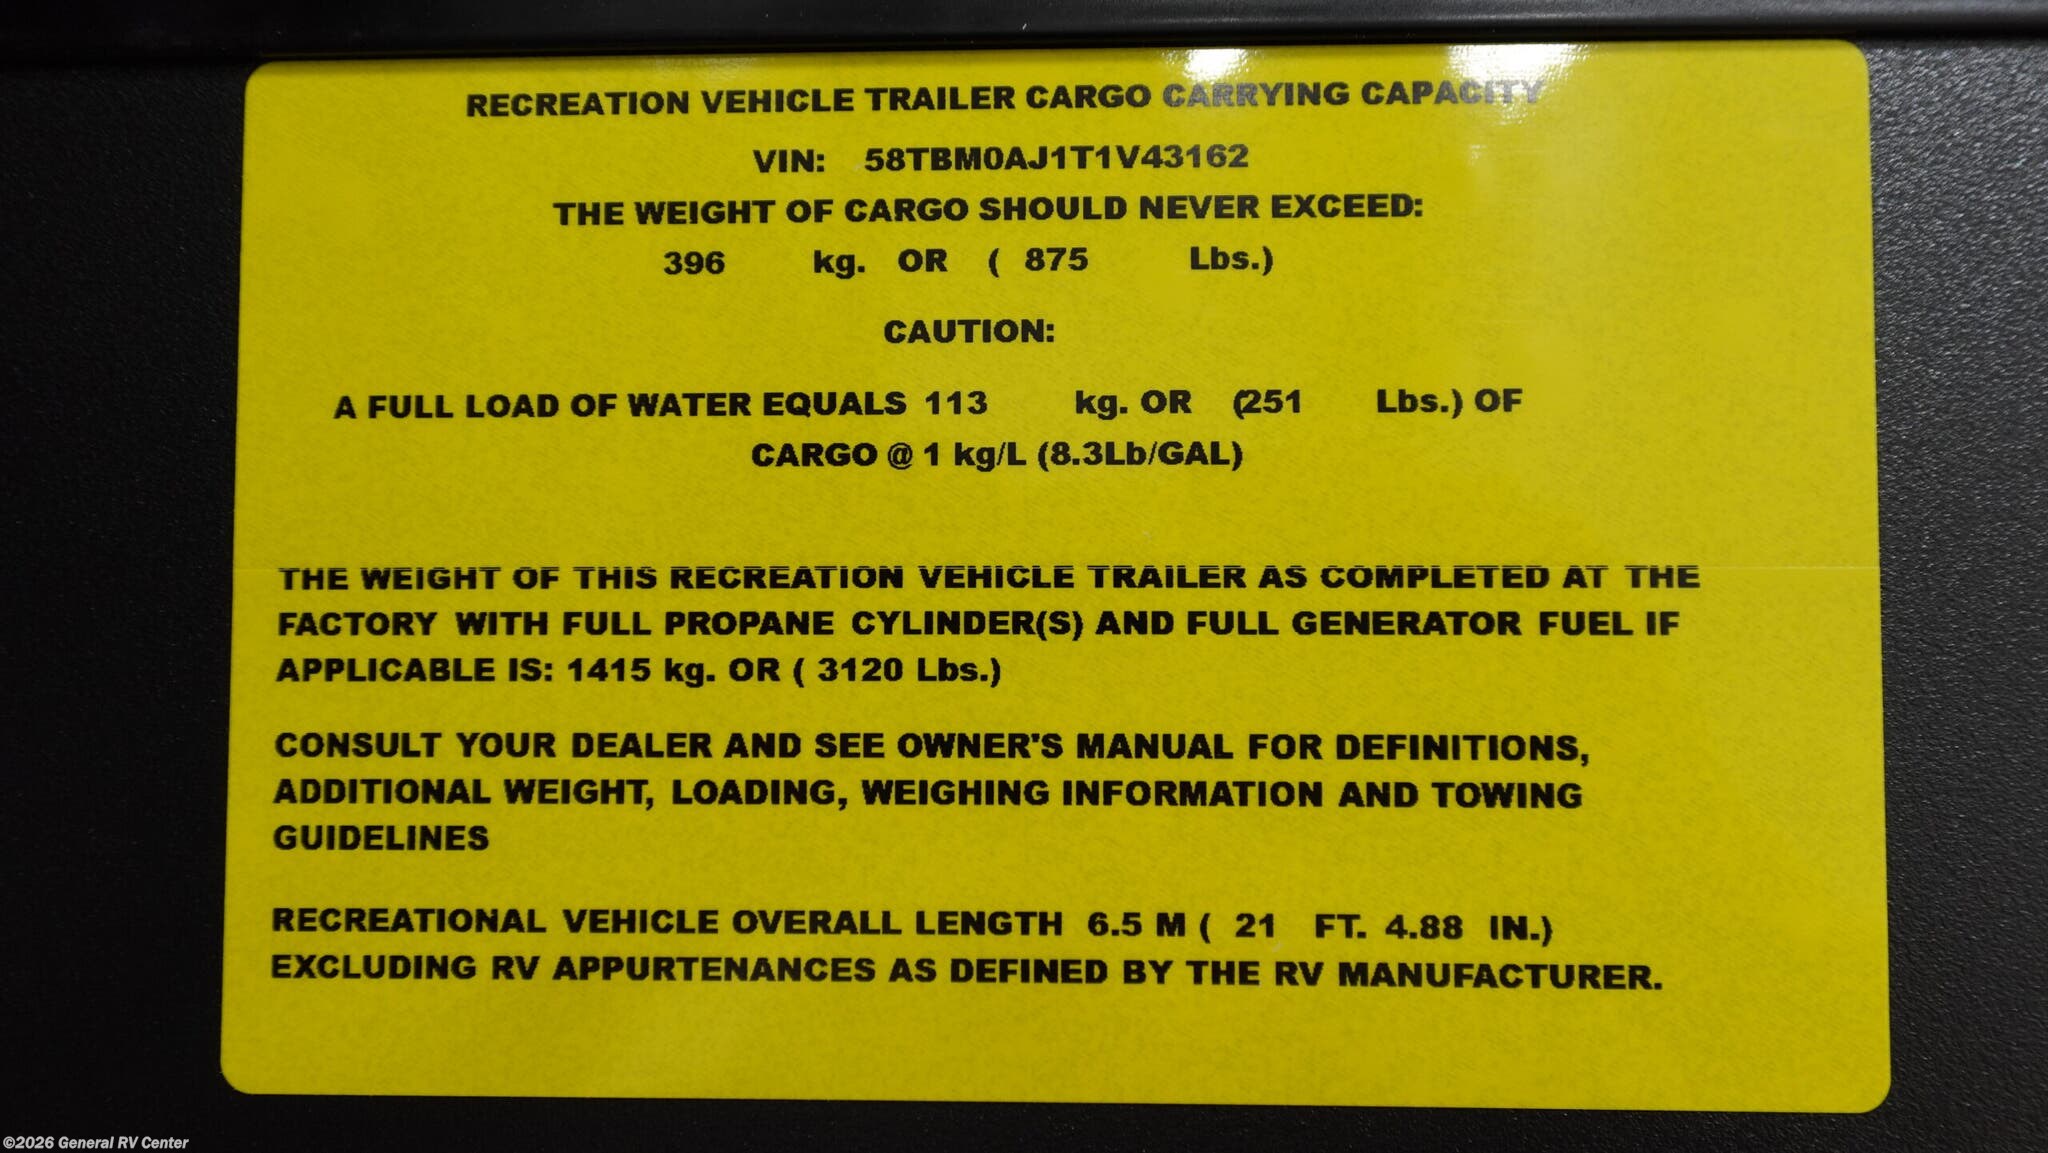 RECREATION VEHICLE TRAILER CARGO CARRYING CAPACITY
VIN: 58TBM0AJ1T1V43162
THE WEIGHT OF CARGO SHOULD NEVER EXCEED:
396 kg. OR ( 875 Lbs.)
CAUTION:
A FULL LOAD OF WATER EQUALS 113 kg. OR (251 Lbs.) OF
CARGO @ 1 kg/L (8.3Lb/GAL)
THE WEIGHT OF THIS RECREATION VEHICLE TRAILER AS COMPLETED AT THE
FACTORY WITH FULL PROPANE CYLINDER(S) AND FULL GENERATOR FUEL IF
APPLICABLE IS: 1415 kg. OR ( 3120 Lbs.)
CONSULT YOUR DEALER AND SEE OWNER'S MANUAL FOR DEFINITIONS,
ADDITIONAL WEIGHT, LOADING, WEIGHING INFORMATION AND TOWING
GUIDELINES
RECREATIONAL VEHICLE OVERALL LENGTH 6.5 M ( 21 FT. 4.88 IN.)
EXCLUDING RV APPURTENANCES AS DEFINED BY THE RV MANUFACTURER.
©2026 General RV Center